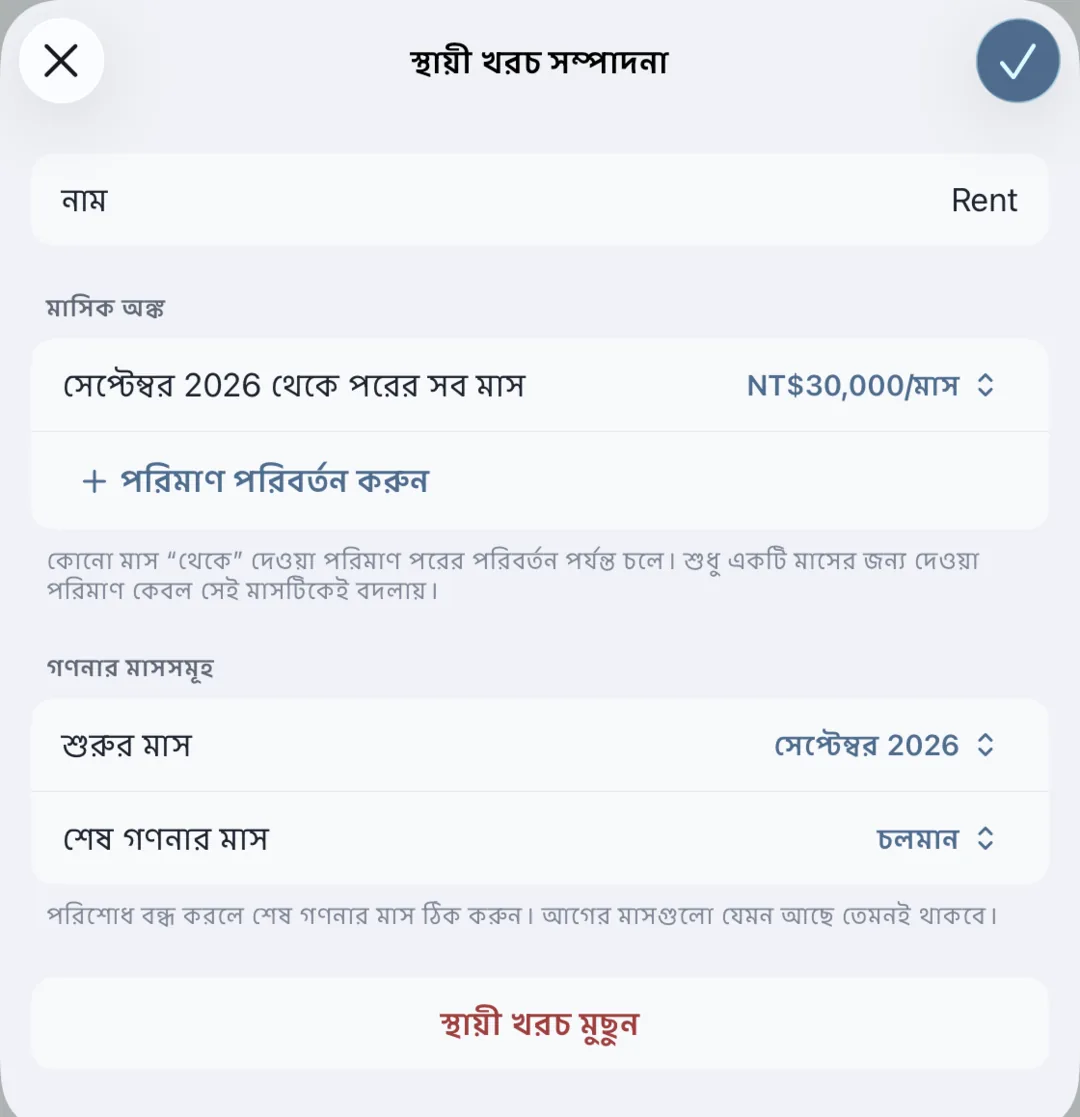 স্থায়ী খরচ সম্পাদনা
নাম Rent
মাসিক অঙ্ক
সেপ্টেম্বর 2026 থেকে পরের সব মাস NT$30,000/মাস
+ পরিমাণ পরিবর্তন করুন
কোনো মাস “থেকে” দেওয়া পরিমাণ পরের পরিবর্তন পর্যন্ত চলে। শুধু একটি মাসের জন্য দেওয়া
পরিমাণ কেবল সেই মাসটিকেই বদলায়।
গণনার মাসসমূহ
শুরুর মাস সেপ্টেম্বর 2026
শেষ গণনার মাস চলমান
পরিশোধ বন্ধ করলে শেষ গণনার মাস ঠিক করুন। আগের মাসগুলো যেমন আছে তেমনই থাকবে।
স্থায়ী খরচ মুছুন